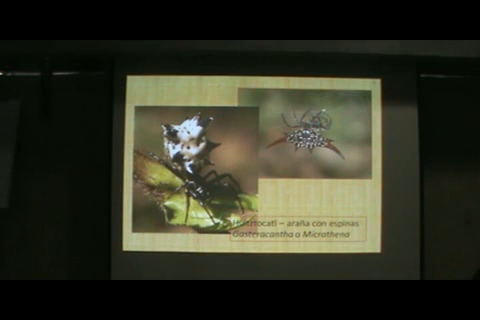 – araña con espinas
Gasteracantha o Micrathena